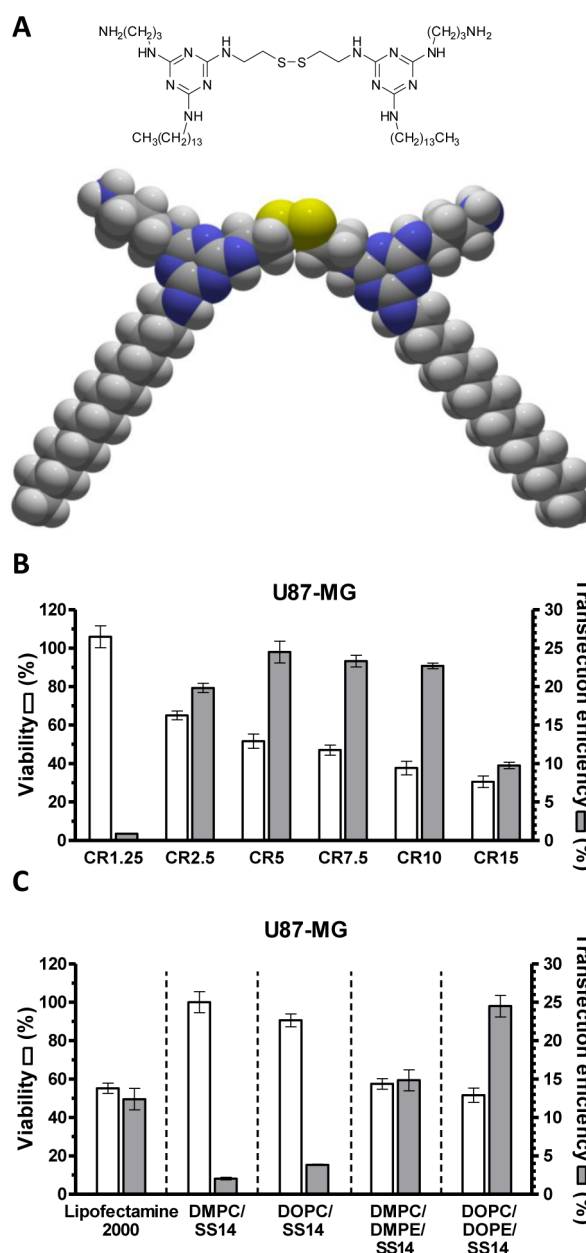 A
NH2(CH2)3
(CH2)3NH2
HN
N
H
N
S
S
H
N
NH
N
N
N
N
N
N
NH
HN
CH3(CH2)13
(CH2)13CH3
B
U87-MG
Viability (%)
Transfection efficiency (%)
120
100
80
60
40
20
0
30
25
20
15
10
5
0
CR1.25 CR2.5 CR5 CR7.5 CR10 CR15
C
U87-MG
Viability (%)
Transfection efficiency (%)
120
100
80
60
40
20
0
30
25
20
15
10
5
0
Lipofectamine
2000
DMPC/
SS14
DOPC/
SS14
DMPC/
DMPE/
SS14
DOPC/
DOPE/
SS14